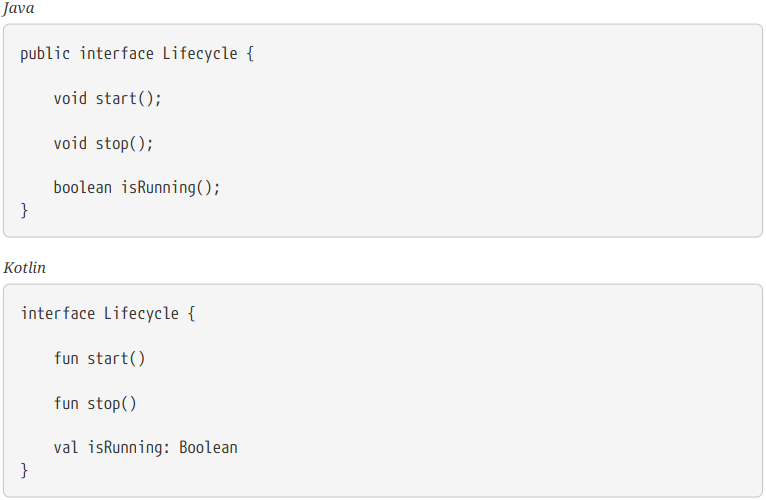 Java
public interface Lifecycle {
void start();
void stop();
boolean isRunning();
}
Kotlin
interface Lifecycle {
fun start()
fun stop()
val isRunning: Boolean
}